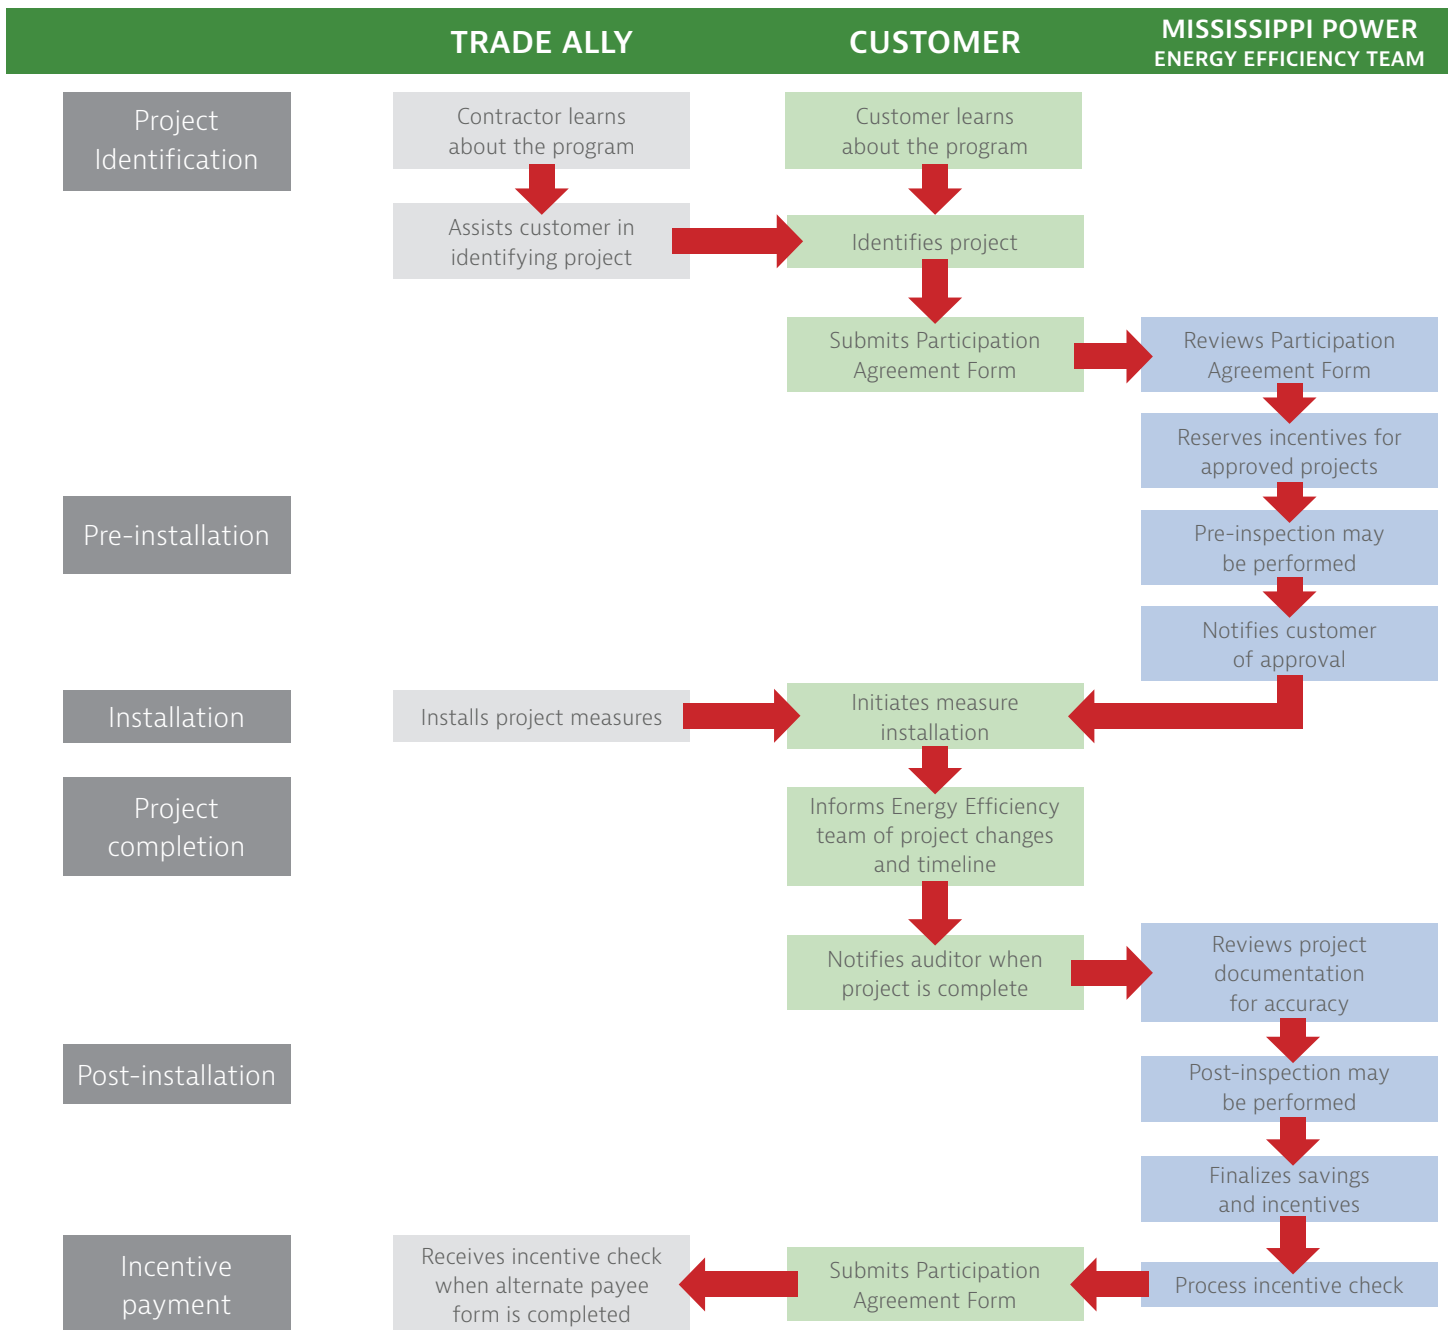 TRADE ALLY
CUSTOMER
MISSISSIPPI POWER
ENERGY EFFICIENCY TEAM
Project
Identification
Contractor learns
about the program
Customer learns
about the program
Assists customer in
identifying project
Identifies project
Submits Participation
Agreement Form
Reviews Participation
Agreement Form
Reserves incentives for
approved projects
Pre-installation
Pre-inspection may
be performed
Notifies customer
of approval
Installation
Installs project measures
Initiates measure
installation
Project
completion
Informs Energy Efficiency
team of project changes
and timeline
Notifies auditor when
project is complete
Reviews project
documentation
for accuracy
Post-installation
Post-inspection may
be performed
Finalizes savings
and incentives
Incentive
payment
Receives incentive check
when alternate payee
form is completed
Submits Participation
Agreement Form
Process incentive check